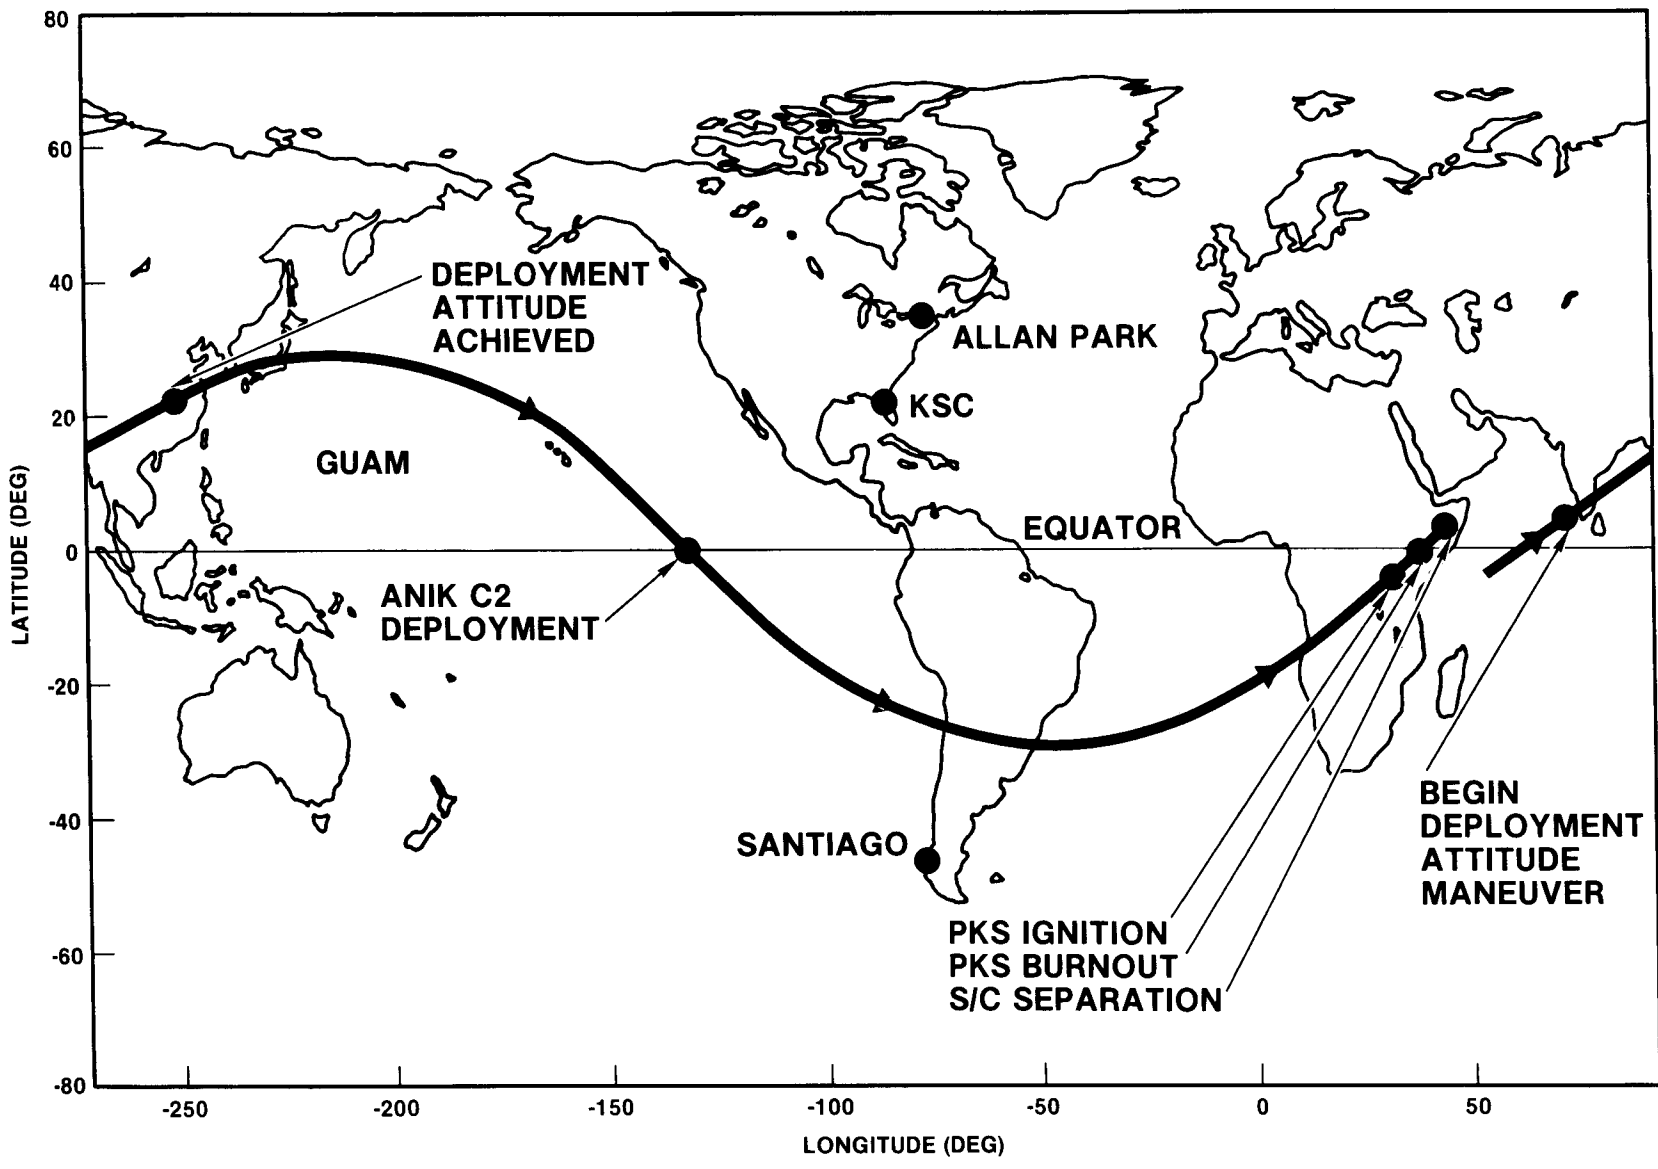 80
60
40
20
0
-20
-40
-60
-80
LATITUDE (DEG)
DEPLOYMENT
ATTITUDE
ACHIEVED
ALLAN PARK
KSC
GUAM
EQUATOR
ANIK C2
DEPLOYMENT
SANTIAGO
BEGIN
DEPLOYMENT
ATTITUDE
MANEUVER
PKS IGNITION
PKS BURNOUT
S/C SEPARATION
-250 -200 -150 -100 -50 0 50
LONGITUDE (DEG)